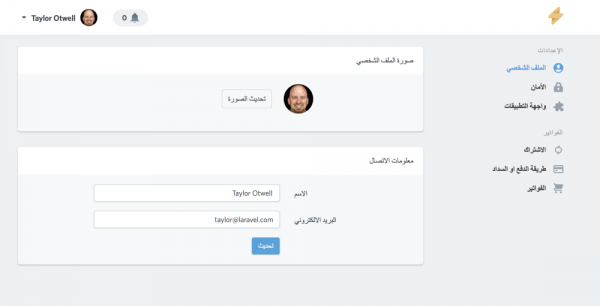 Taylor Otwell
0
الإعدادات
الملف الشخصي
الأمان
واجهة التطبيقات
الفواتير
الاشتراك
طريقة الدفع او السداد
الفواتير
صورة الملف الشخصي
تحديث الصورة
معلومات الاتصال
الاسم
Taylor Otwell
البريد الالكتروني
taylor@laravel.com
تحديث